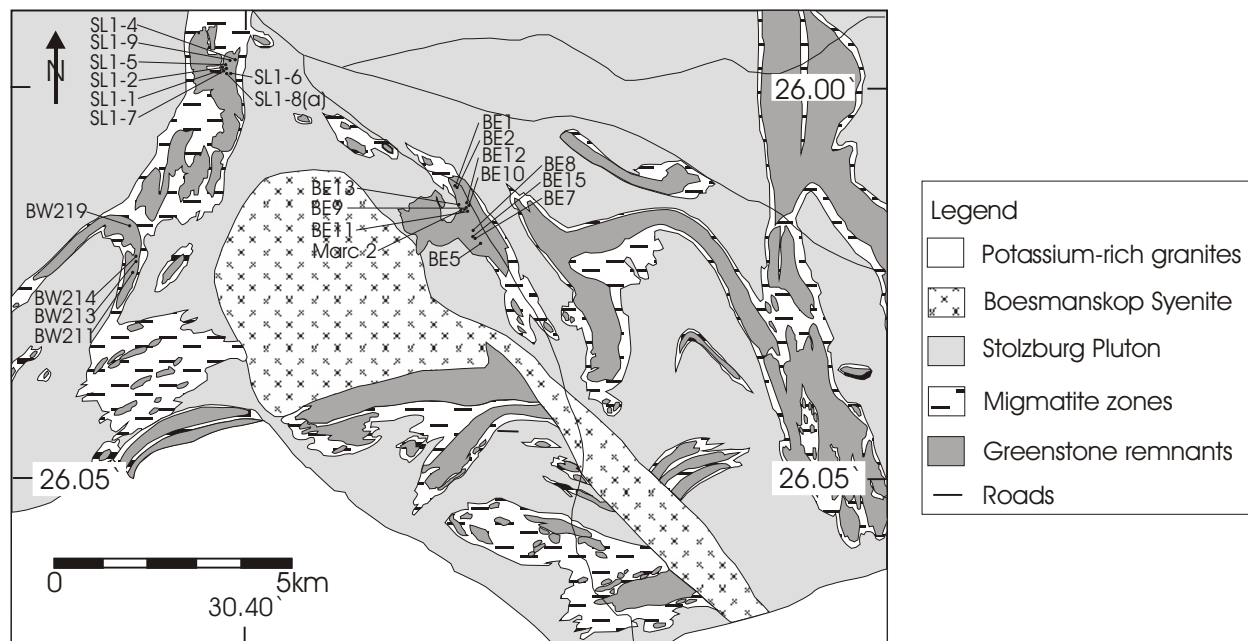 SL1-4
SL1-9
SL1-5
SL1-2
SL1-1
SL1-7
SL1-6
SL1-8(a)
N
26.00`
BE1
BE2
BE12
BE10
BE8
BE15
BE7
BE13
BE9
BE11
Marc 2
BE5
BW219
BW214
BW213
BW211
26.05`
26.05`
0 5km
30.40`
Legend
Potassium-rich granites
Boesmanskop Syenite
Stolzburg Pluton
Migmatite zones
Greenstone remnants
Roads